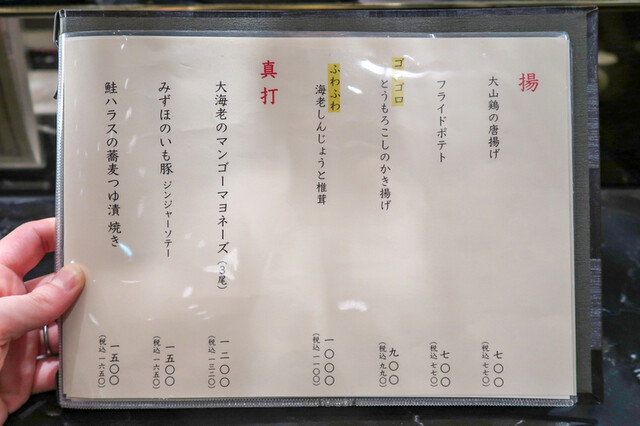 揚
大山鶏の唐揚げ 七〇〇
(税込 七七〇)
フライドポテト 七〇〇
(税込 七七〇)
ゴロゴロ
とうもろこしのかき揚げ 九〇〇
(税込 九九〇)
ふわふわ
海老しんじょうと椎茸 一〇〇〇
(税込 一一〇〇)
真打
大海老のマンゴーマヨネーズ(3尾) 一二〇〇
(税込 一三二〇)
みずほのいも豚 ジンジャーソテー 一五〇〇
(税込 一六五〇)
鮭ハラスの蕎麦つゆ漬 焼き 一五〇〇
(税込 一六五〇)